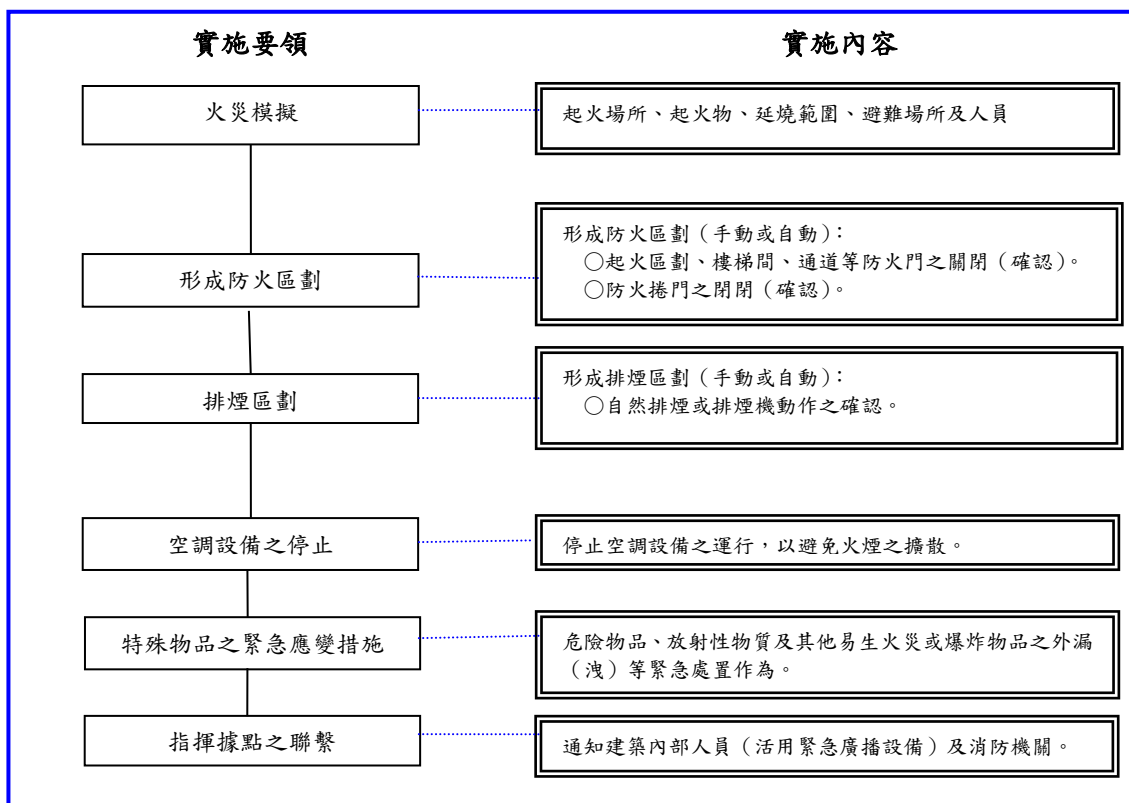 實施要領
實施內容
火災模擬
起火場所、起火物、延燒範圍、避難場所及人員
形成防火區劃
形成防火區劃（手動或自動）：
○起火區劃、樓梯間、通道等防火門之關閉（確認）。
○防火捲門之閉閉（確認）。
排煙區劃
形成排煙區劃（手動或自動）：
○自然排煙或排煙機動作之確認。
空調設備之停止
停止空調設備之運行，以避免火煙之擴散。
特殊物品之緊急應變措施
危險物品、放射性物質及其他易生火災或爆炸物品之外漏
（洩）等緊急處置作為。
指揮據點之聯繫
通知建築內部人員（活用緊急廣播設備）及消防機關。